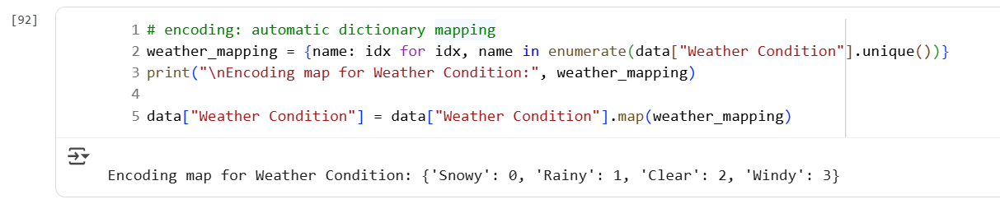 [92]
1 # encoding: automatic dictionary mapping
2 weather_mapping = {name: idx for idx, name in enumerate(data["Weather Condition"].unique())}
3 print("\nEncoding map for Weather Condition:", weather_mapping)
4
5 data["Weather Condition"] = data["Weather Condition"].map(weather_mapping)
Encoding map for Weather Condition: {'Snowy': 0, 'Rainy': 1, 'Clear': 2, 'Windy': 3}